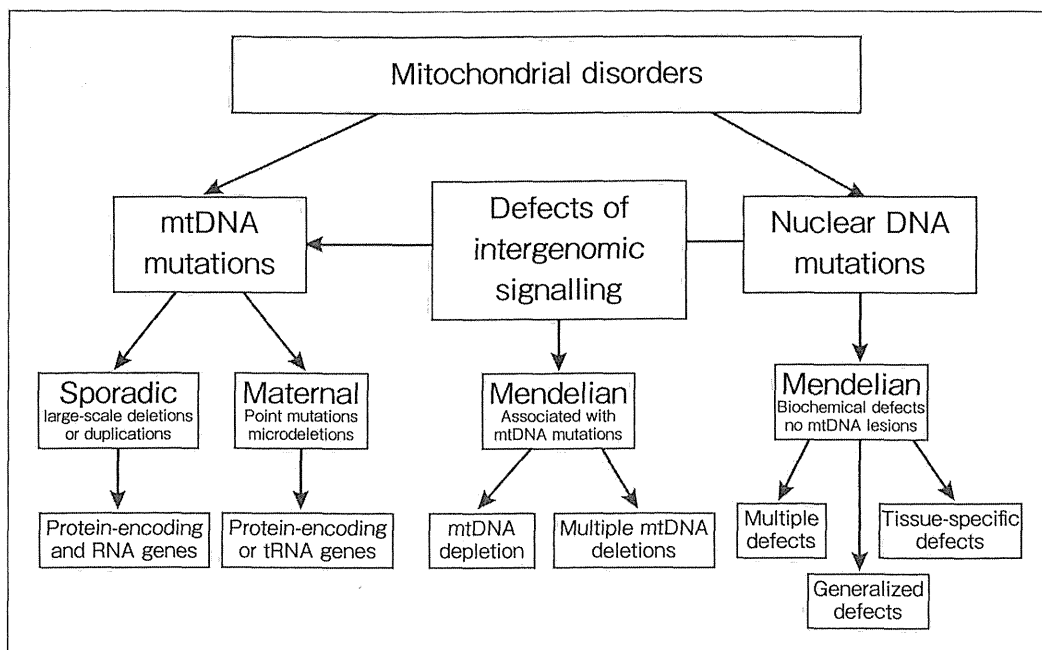 Mitochondrial disorders
mtDNA
mutations
Defects of
intergenomic
signalling
Nuclear DNA
mutations
Sporadic
large-scale deletions
or duplications
Maternal
Point mutations
microdeletions
Mendelian
Associated with
mtDNA mutations
Mendelian
Biochemical defects
no mtDNA lesions
Protein-encoding
and RNA genes
Protein-encoding
or tRNA genes
mtDNA
depletion
Multiple mtDNA
deletions
Multiple
defects
Generalized
defects
Tissue-specific
defects